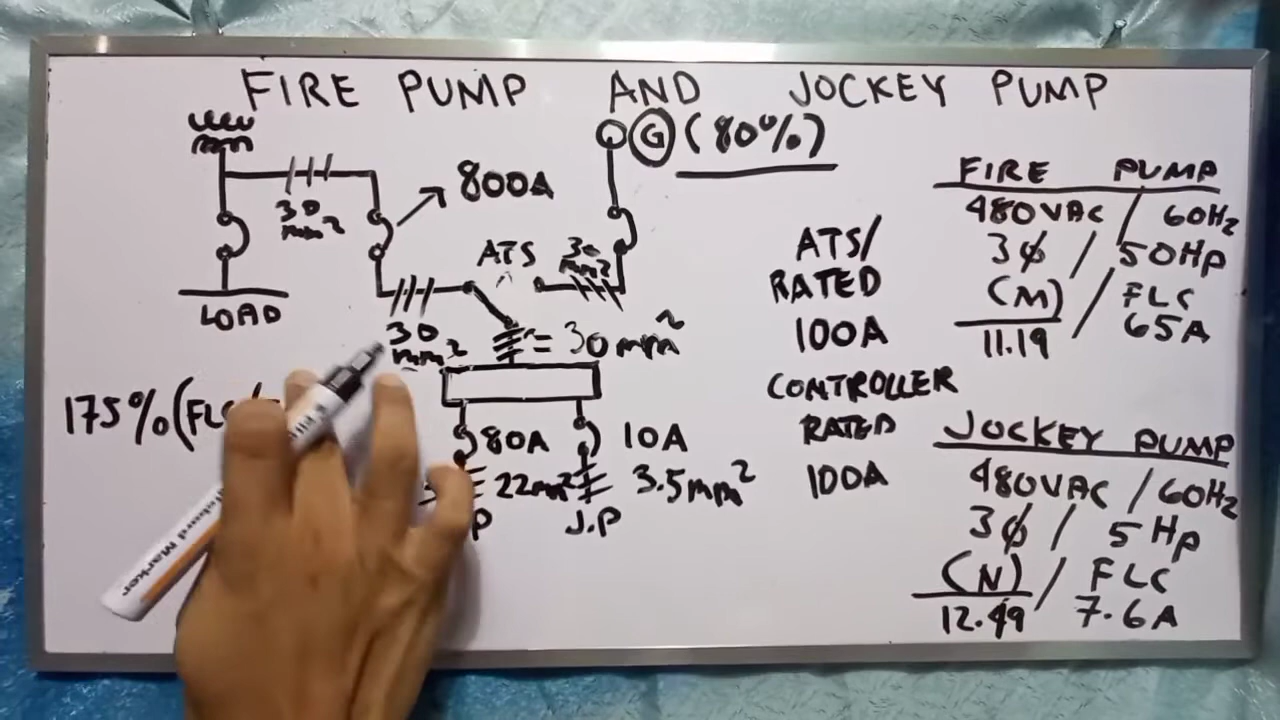 FIRE PUMP AND JOCKEY PUMP
G (80%)
800A
30
mm²
ATS
30
mm²
LOAD
30
mm²
= 30mm²
175%(FLC
80A
10A
22mm²
3.5mm²
P
J.P
ATS/
RATED
100A
CONTROLLER
RATED
100A
FIRE PUMP
480VAC / 60Hz
3ø / 50Hp
(M) / FLC
11.19 65A
JOCKEY PUMP
480VAC / 60Hz
3ø / 5Hp
(N) / FLC
12.49 7.6A